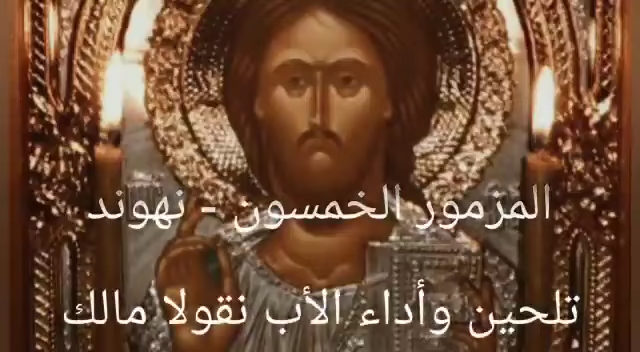 المزمور الخمسون - نهوند
تلحين وأداء الأب نقولا مالك